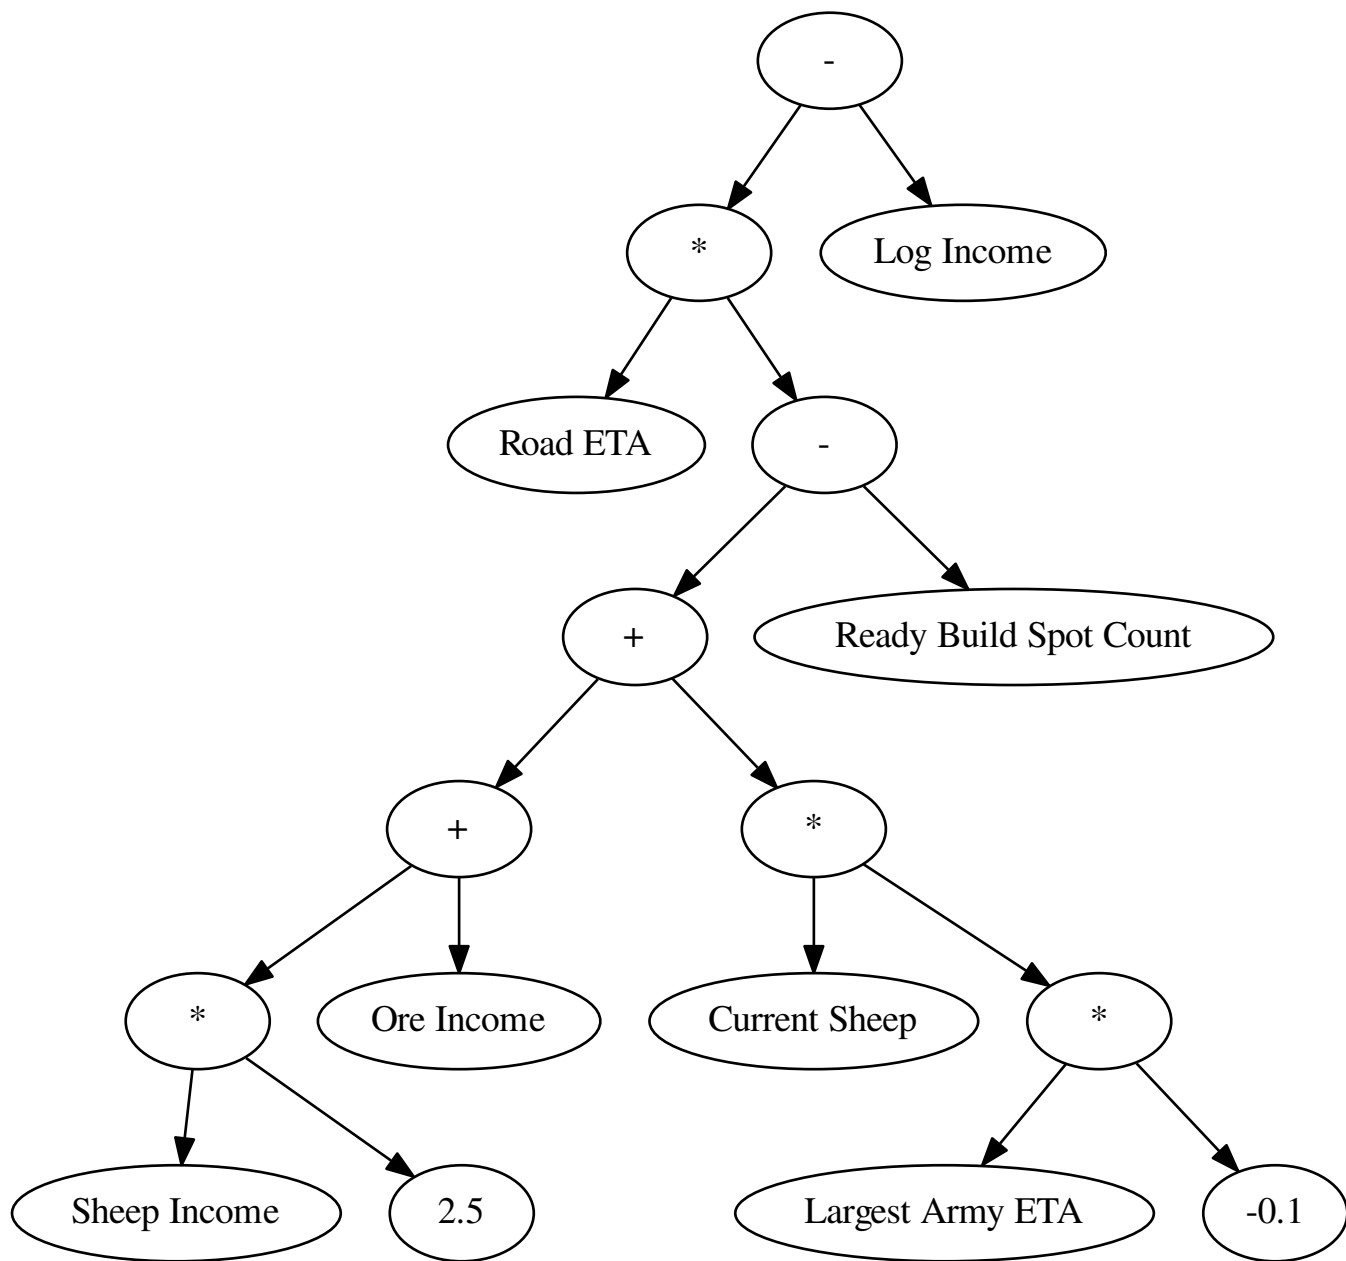 -
*
Log Income
Road ETA
-
+
Ready Build Spot Count
+
*
*
Ore Income
Current Sheep
*
Sheep Income
2.5
Largest Army ETA
-0.1